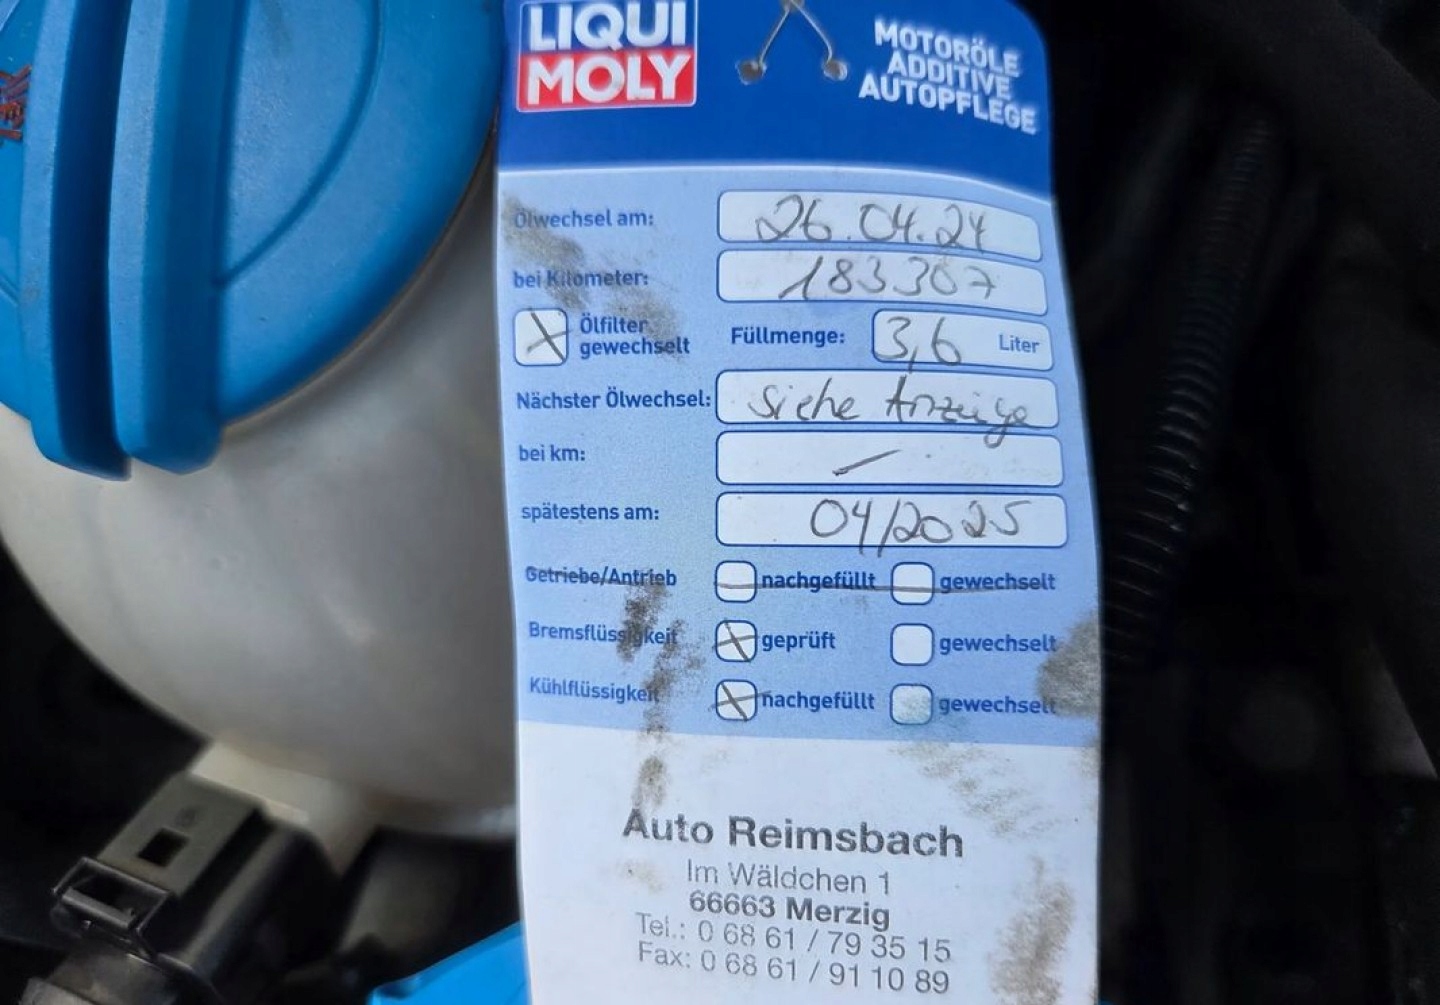 LIQUI
MOLY
MOTORÖLE
ADDITIVE
AUTOPFLEGE
Ölwechsel am: 26.04.24
bei Kilometer: 183307
Ölfilter
gewechselt
Füllmenge: 3,6 Liter
Nächster Ölwechsel: siehe Anzeige
bei km: –
spätestens am: 04/2025
Getriebe/Antrieb nachgefüllt gewechselt
Bremsflüssigkeit geprüft gewechselt
Kühlflüssigkeit nachgefüllt gewechselt
Auto Reimsbach
Im Wäldchen 1
66663 Merzig
Tel.: 0 68 61 / 79 35 15
Fax: 0 68 61 / 91 10 89